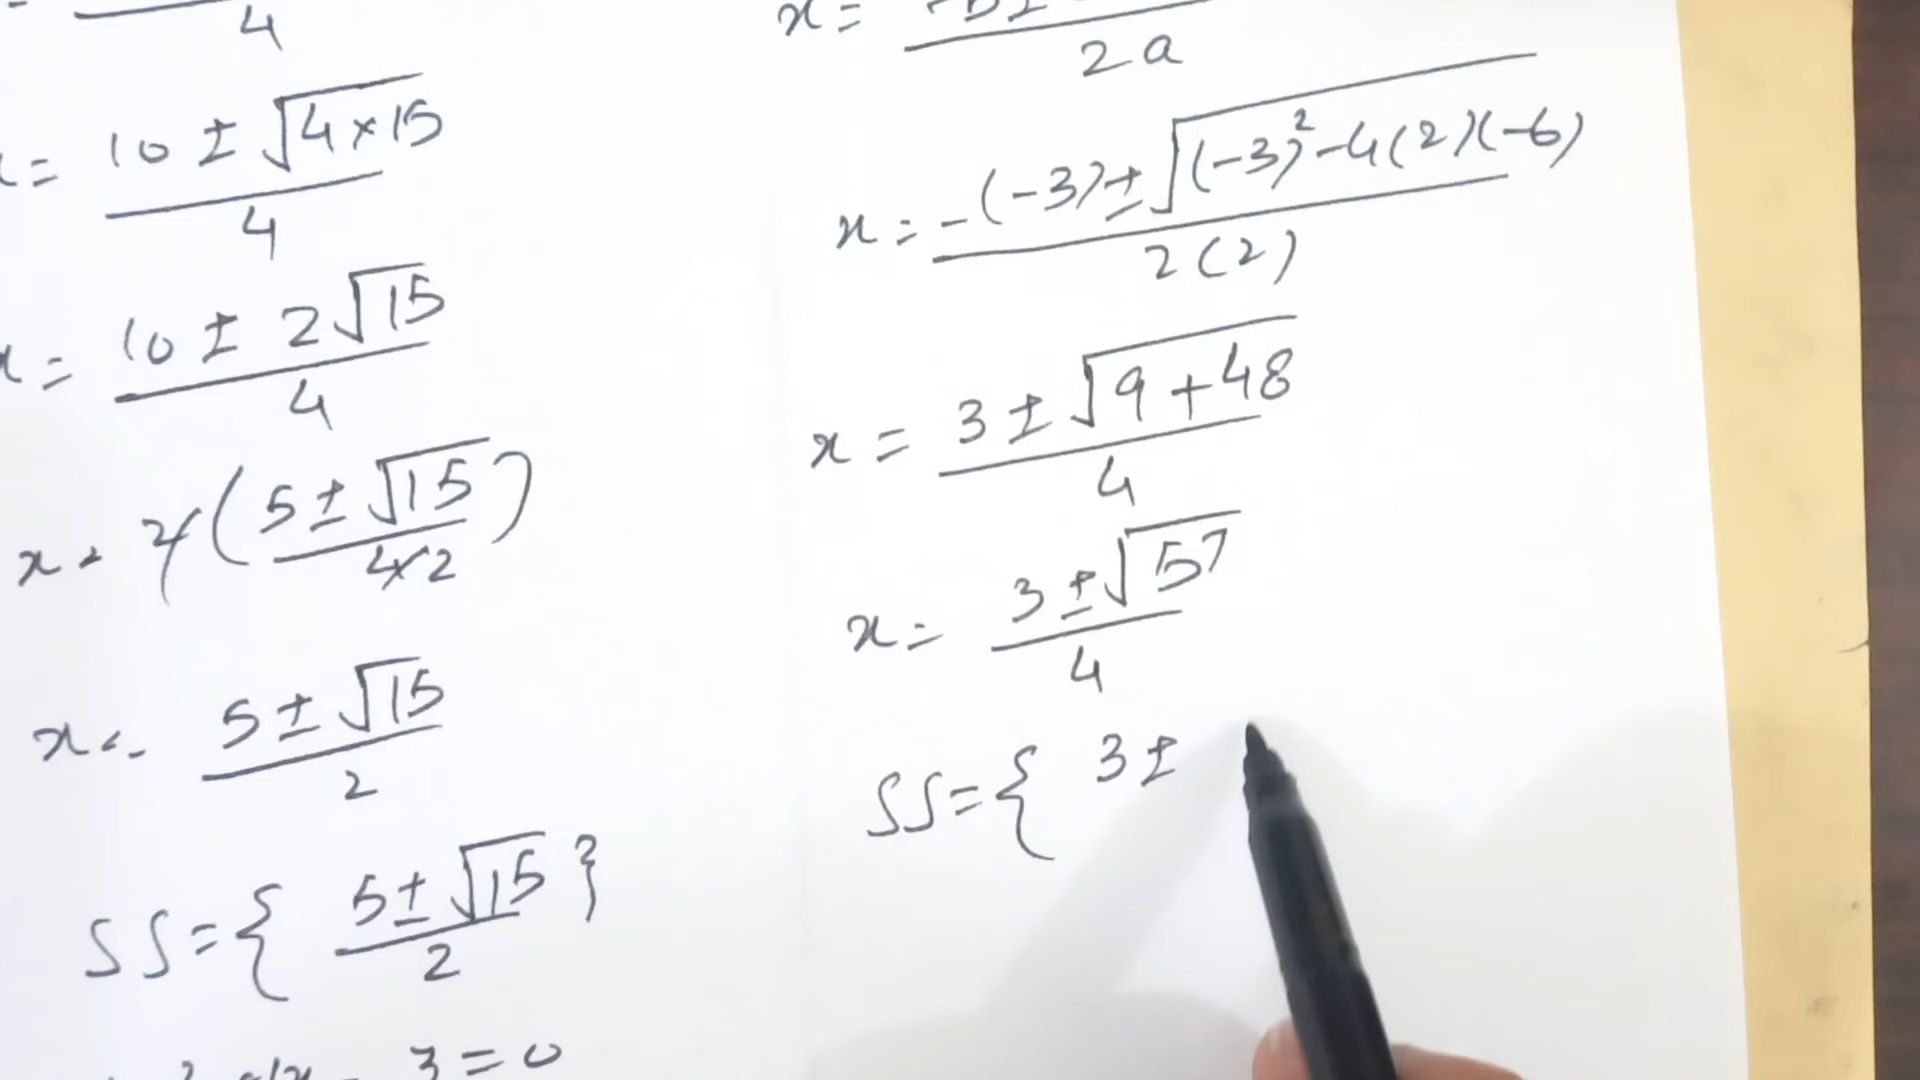 4
= 10 ± √4×15 / 4
= 10 ± 2√15 / 4
x = 2(5 ± √15 / 4 2)
x = 5 ± √15 / 2
SS = { 5 ± √15 / 2 }
3 = 0
x = -b ± / 2a
x = -(-3) ± √(-3)² - 4(2)(-6) / 2(2)
x = 3 ± √9 + 48 / 4
x = 3 ± √57 / 4
SS = { 3 ±